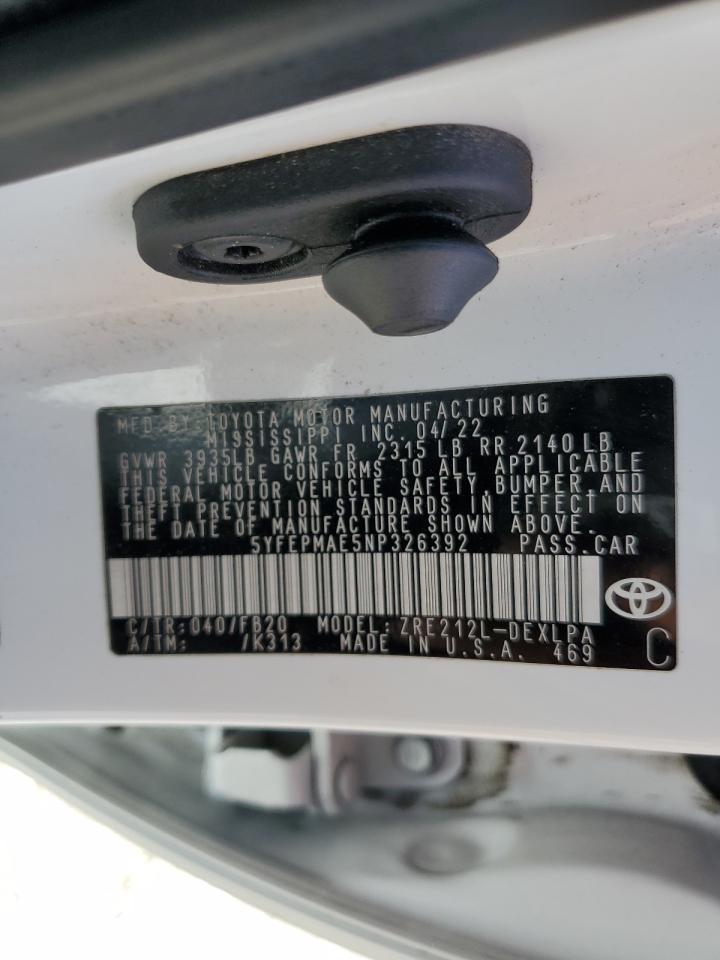 MFD BY: TOYOTA MOTOR MANUFACTURING
MISSISSIPPI INC. 04/22
GVWR 3935LB GAWR FR 2315 LB RR 2140 LB
THIS VEHICLE CONFORMS TO ALL APPLICABLE
FEDERAL MOTOR VEHICLE SAFETY, BUMPER, AND
THEFT PREVENTION STANDARDS IN EFFECT ON
THE DATE OF MANUFACTURE SHOWN ABOVE.
5YFEPMAE5NP326392 PASS. CAR
C/TR: 040/FB20 MODEL: ZRE212L-DEXLPA
A/TM: /K313 MADE IN U.S.A. 469 C